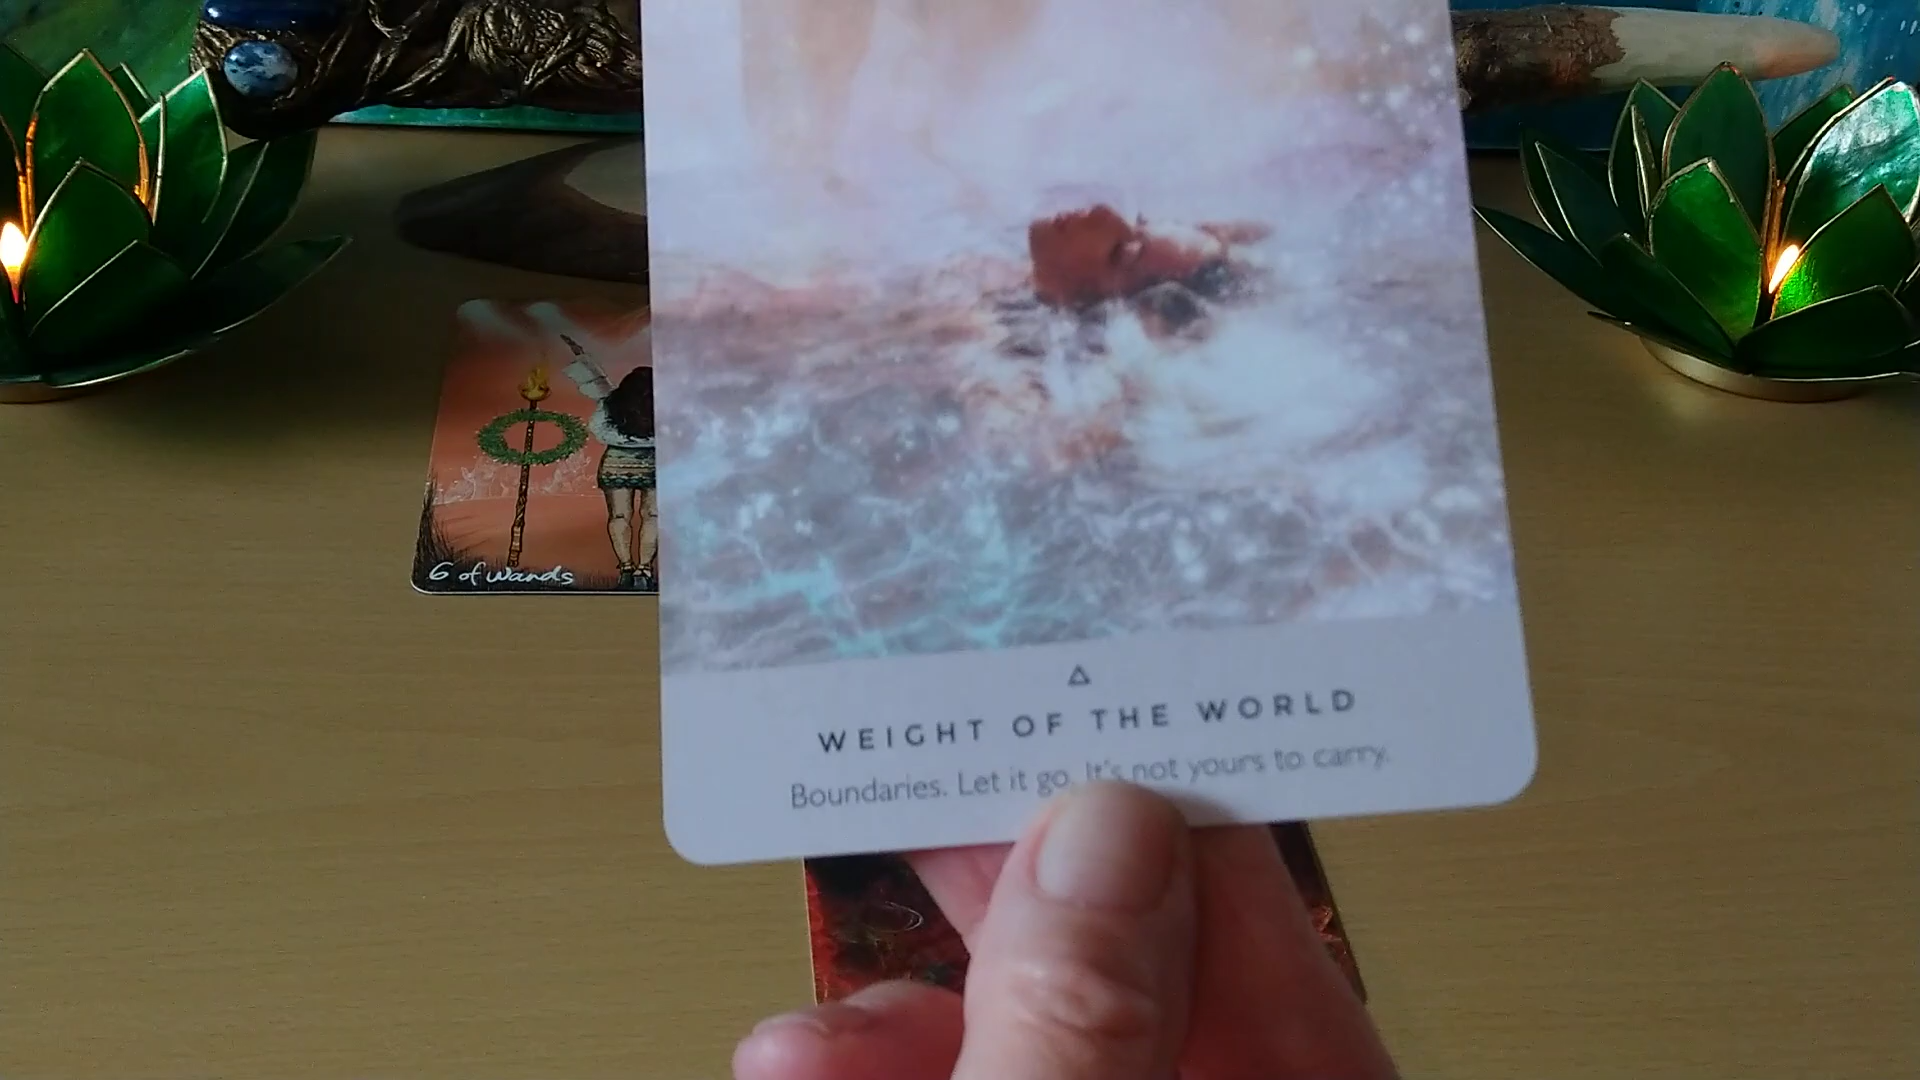 6 of Wands
WEIGHT OF THE WORLD
Boundaries. Let it go. It's not yours to carry.